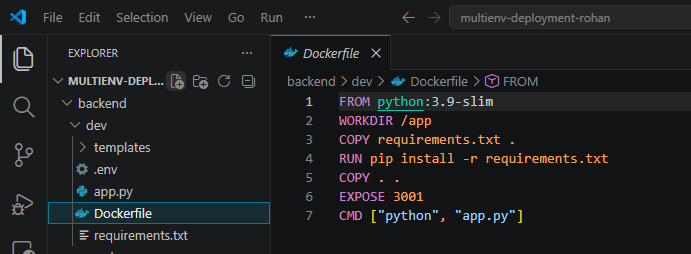 File Edit Selection View Go Run ...
multienv-deployment-rohan
EXPLORER
MULTIENV-DEPL...
backend
dev
templates
.env
app.py
Dockerfile
requirements.txt
Dockerfile
backend > dev > Dockerfile > FROM
1 FROM python:3.9-slim
2 WORKDIR /app
3 COPY requirements.txt .
4 RUN pip install -r requirements.txt
5 COPY . .
6 EXPOSE 3001
7 CMD ["python", "app.py"]